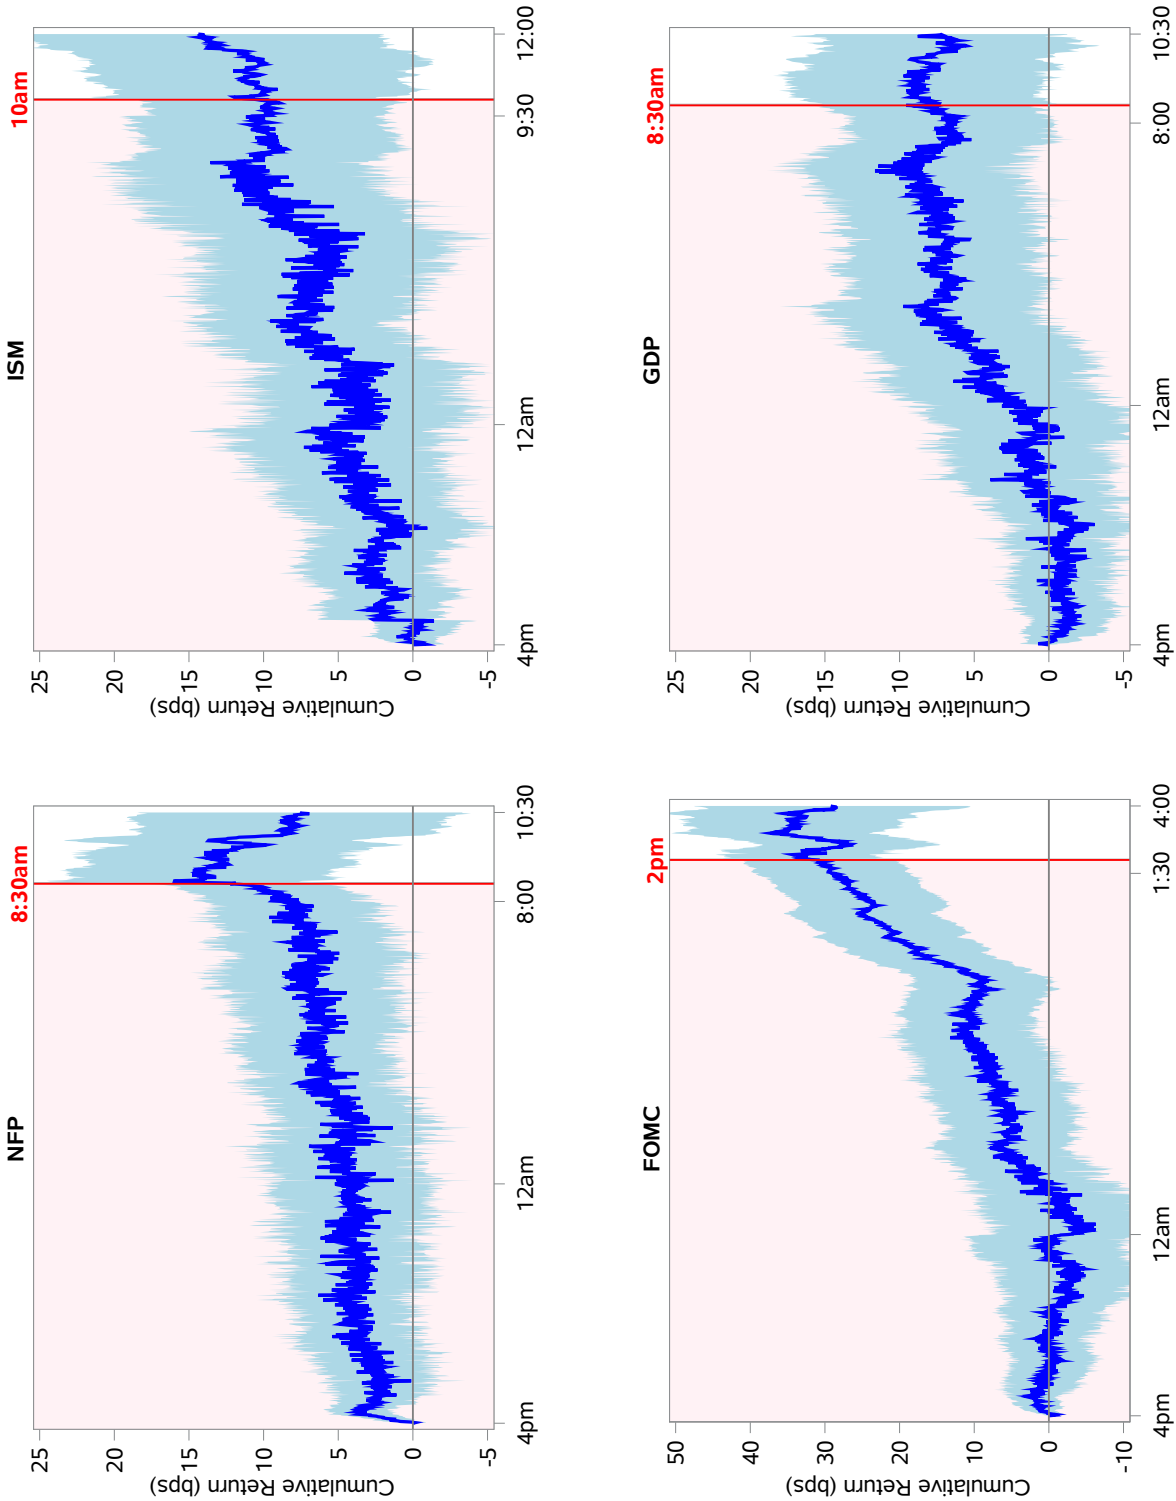 NFP
8:30am
Cumulative Return (bps)
25
20
15
10
5
0
-5
4pm
12am
8:00
10:30
ISM
10am
Cumulative Return (bps)
25
20
15
10
5
0
-5
4pm
12am
9:30
12:00
FOMC
2pm
Cumulative Return (bps)
50
40
30
20
10
0
-10
4pm
12am
1:30
4:00
GDP
8:30am
Cumulative Return (bps)
25
20
15
10
5
0
-5
4pm
12am
8:00
10:30